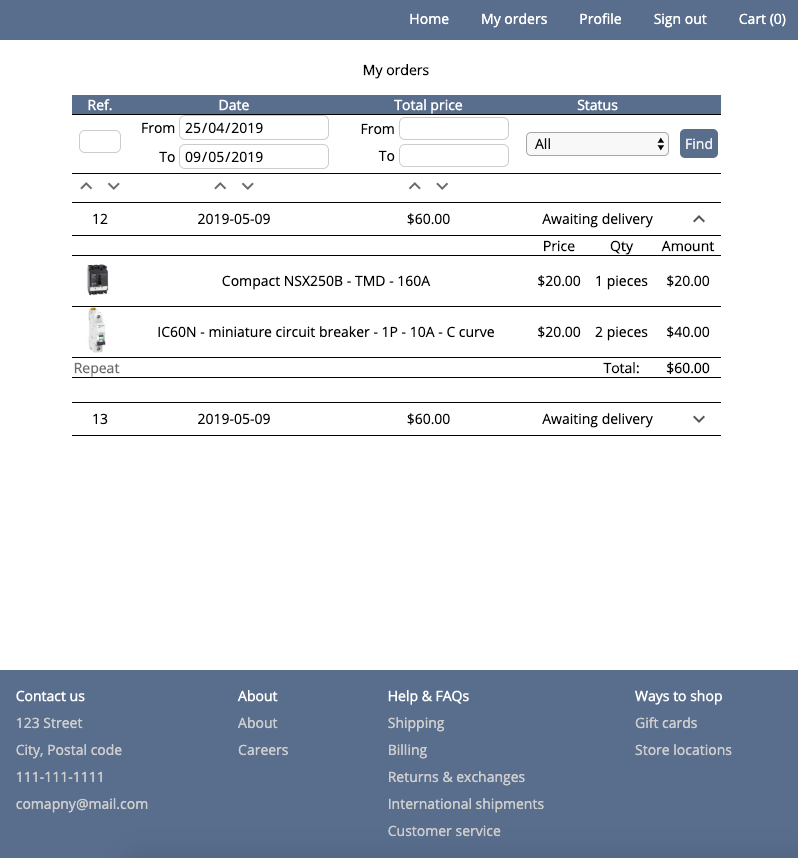 Home My orders Profile Sign out Cart (0)
My orders
Ref. Date Total price Status
From 25/04/2019 From
All Find
To 09/05/2019 To
12 2019-05-09 $60.00 Awaiting delivery
Price Qty Amount
Compact NSX250B - TMD - 160A $20.00 1 pieces $20.00
IC60N - miniature circuit breaker - 1P - 10A - C curve $20.00 2 pieces $40.00
Repeat Total: $60.00
13 2019-05-09 $60.00 Awaiting delivery
Contact us About Help & FAQs Ways to shop
123 Street About Shipping Gift cards
City, Postal code Careers Billing Store locations
111-111-1111 Returns & exchanges
comapny@mail.com International shipments
Customer service